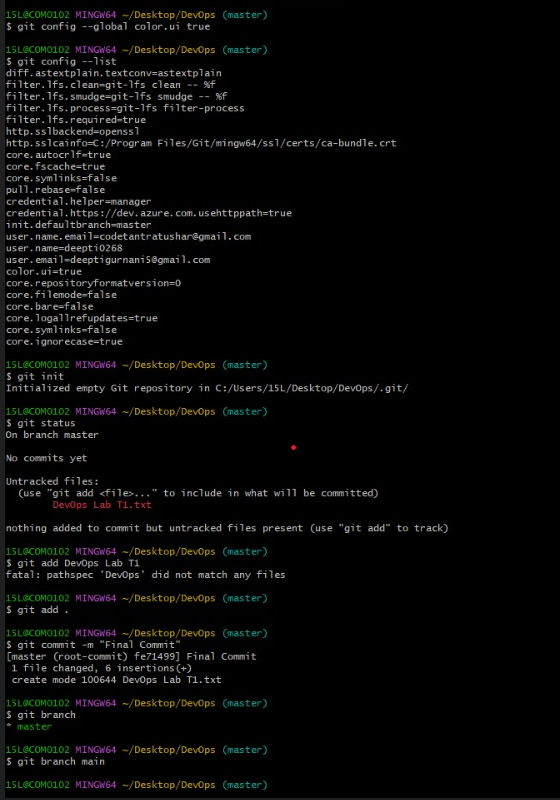 15L@COMO102 MINGW64 ~/Desktop/DevOps (master)
$ git config --global color.ui true
15L@COMO102 MINGW64 ~/Desktop/DevOps (master)
$ git config --list
diff.astextplain.textconv=astextplain
filter.lfs.clean=git-lfs clean -- %f
filter.lfs.smudge=git-lfs smudge -- %f
filter.lfs.process=git-lfs filter-process
filter.lfs.required=true
http.sslbackend=openssl
http.sslcainfo=C:/Program Files/Git/mingw64/ssl/certs/ca-bundle.crt
core.autocrlf=true
core.fscache=true
core.symlinks=false
pull.rebase=false
credential.helper=manager
credential.https://dev.azure.com.usehttppath=true
init.defaultbranch=master
user.name.email=codetantratushar@gmail.com
user.name=deepti0268
user.email=deeptigurnani5@gmail.com
color.ui=true
core.repositoryformatversion=0
core.filemode=false
core.bare=false
core.logallrefupdates=true
core.symlinks=false
core.ignorecase=true
15L@COMO102 MINGW64 ~/Desktop/DevOps (master)
$ git init
Initialized empty Git repository in C:/Users/15L/Desktop/DevOps/.git/
15L@COMO102 MINGW64 ~/Desktop/DevOps (master)
$ git status
On branch master
No commits yet
Untracked files:
(use "git add <file>..." to include in what will be committed)
DevOps Lab T1.txt
nothing added to commit but untracked files present (use "git add" to track)
15L@COMO102 MINGW64 ~/Desktop/DevOps (master)
$ git add DevOps Lab T1
fatal: pathspec 'DevOps' did not match any files
15L@COMO102 MINGW64 ~/Desktop/DevOps (master)
$ git add .
15L@COMO102 MINGW64 ~/Desktop/DevOps (master)
$ git commit -m "Final Commit"
[master (root-commit) fe71499] Final Commit
1 file changed, 6 insertions(+)
create mode 100644 DevOps Lab T1.txt
15L@COMO102 MINGW64 ~/Desktop/DevOps (master)
$ git branch
* master
15L@COMO102 MINGW64 ~/Desktop/DevOps (master)
$ git branch main
15L@COMO102 MINGW64 ~/Desktop/DevOps (master)